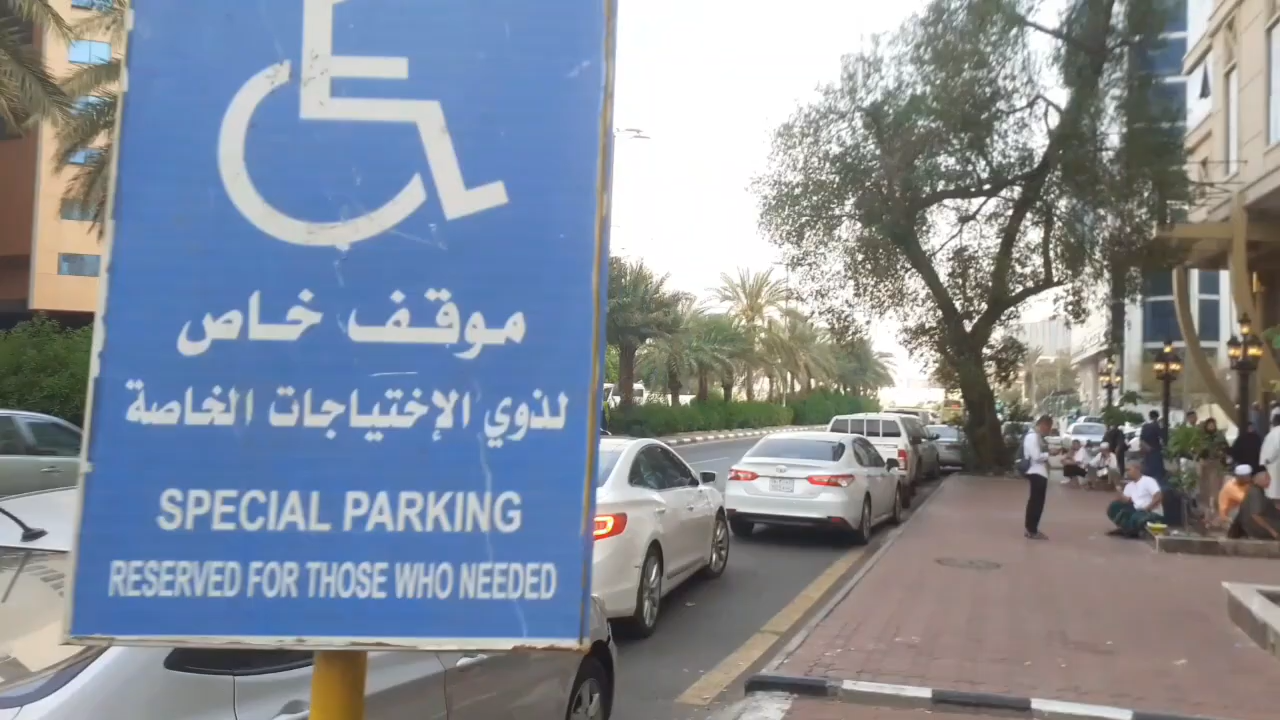 موقف خاص
لذوي الإختياجات الخاصة
SPECIAL PARKING
RESERVED FOR THOSE WHO NEEDED